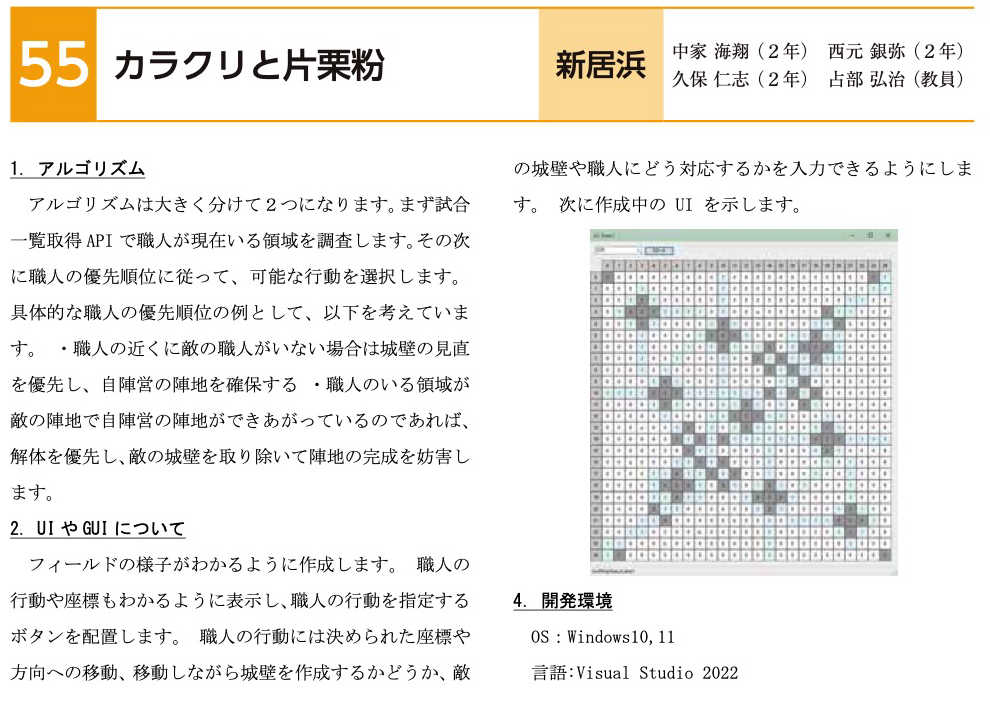 55
カラクリと片栗粉
新居浜
中家 海翔（２年） 西元 銀弥（２年）
久保 仁志（２年） 占部 弘治（教員）
1. アルゴリズム
アルゴリズムは大きく分けて２つになります。まず試合
一覧取得 API で職人が現在いる領域を調査します。その次
に職人の優先順位に従って、可能な行動を選択します。
具体的な職人の優先順位の例として、以下を考えていま
す。 ・職人の近くに敵の職人がいない場合は城壁の見直
を優先し、自陣営の陣地を確保する ・職人のいる領域が
敵の陣地で自陣営の陣地ができあがっているのであれば、
解体を優先し、敵の城壁を取り除いて陣地の完成を妨害し
ます。
2. UI や GUI について
フィールドの様子がわかるように作成します。 職人の
行動や座標もわかるように表示し、職人の行動を指定する
ボタンを配置します。 職人の行動には決められた座標や
方向への移動、移動しながら城壁を作成するかどうか、敵
の城壁や職人にどう対応するかを入力できるようにしま
す。 次に作成中の UI を示します。
4. 開発環境
OS：Windows10,11
言語:Visual Studio 2022